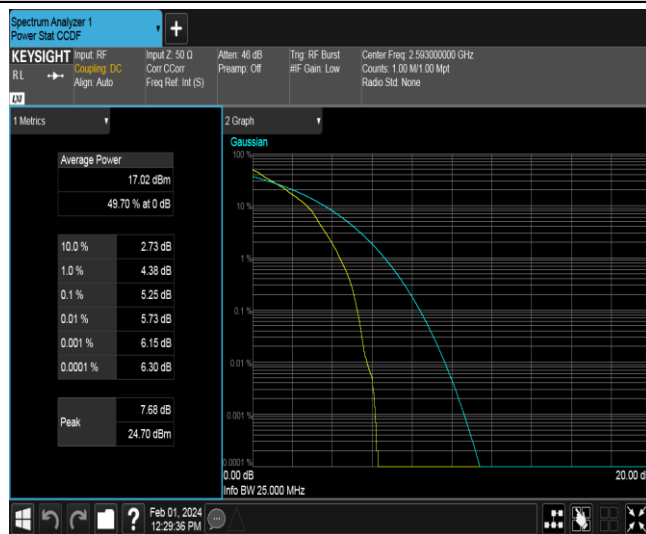 Spectrum Analyzer 1
Power Stat CCDF
+
KEYSIGHT
RL
LXI
Input: RF
Coupling: DC
Align: Auto
Input Z: 50 Ω
Corr CCorr
Freq Ref: Int (S)
Atten: 46 dB
Preamp: Off
Trig: RF Burst
#IF Gain: Low
Center Freq: 2.593000000 GHz
Counts: 1.00 M/1.00 Mpt
Radio Std: None
1 Metrics
Average Power
17.02 dBm
49.70 % at 0 dB
10.0 % 2.73 dB
1.0 % 4.38 dB
0.1 % 5.25 dB
0.01 % 5.73 dB
0.001 % 6.15 dB
0.0001 % 6.30 dB
Peak
7.68 dB
24.70 dBm
2 Graph
Gaussian
100 %
10 %
1 %
0.1 %
0.01 %
0.001 %
0.0001 %
0.00 dB
20.00 d
Info BW 25.000 MHz
?
Feb 01, 2024
12:29:36 PM